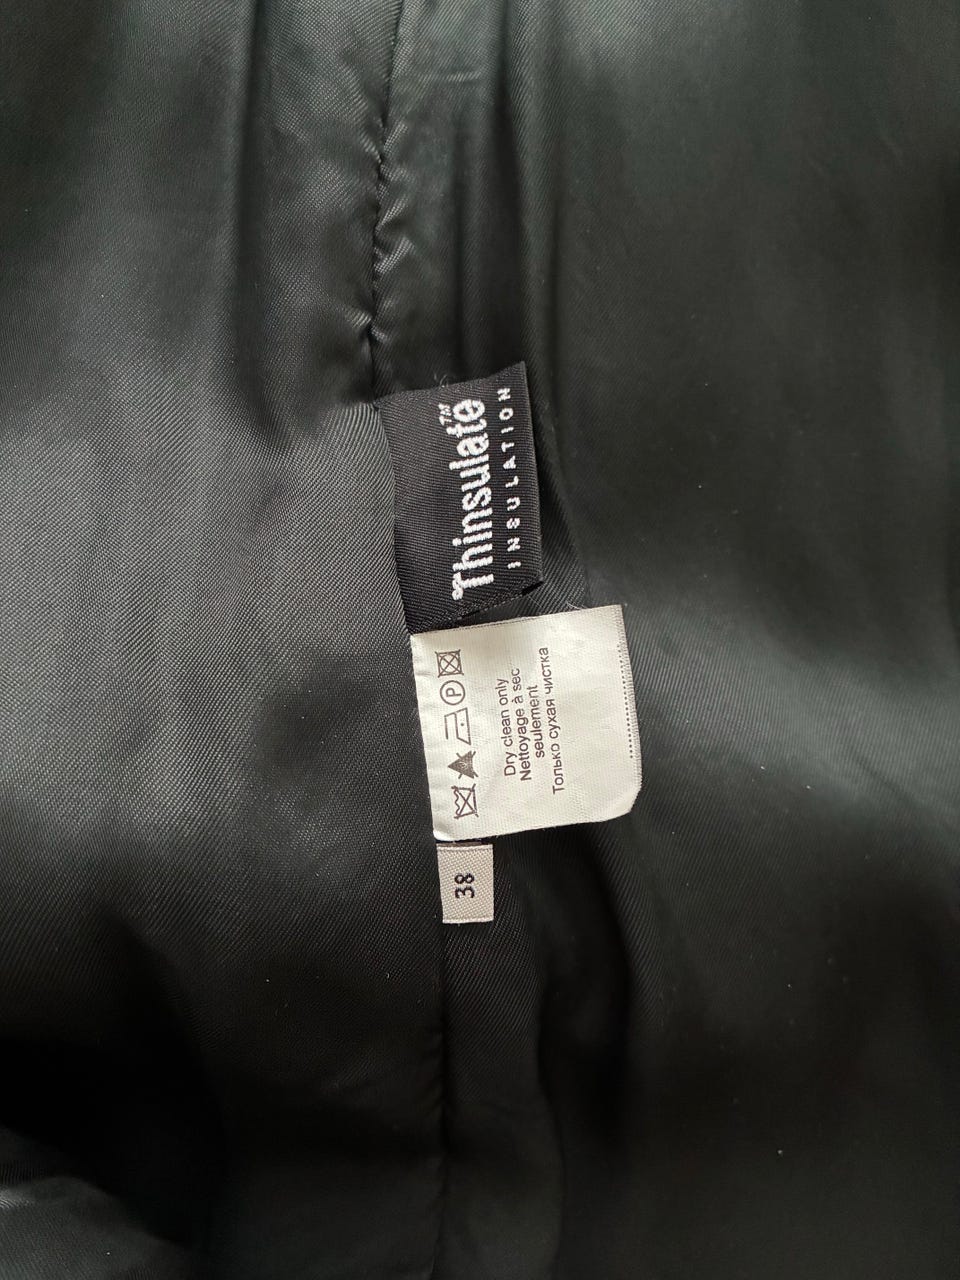 Thinsulate™
INSULATION
P
Dry clean only
Nettoyage à sec
seulement
Только сухая чистка
38